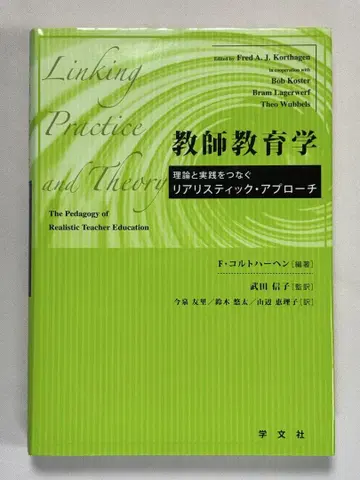 Linking
Practice
and Theory
The Pedagogy of
Realistic Teacher Education
Edited by Fred A. J. Korthagen
in cooperation with
Bob Koster
Bram Lagerwerf
Theo Wubbels
教師教育学
理論と実践をつなぐ
リアリスティック・アプローチ
F・コルトハーヘン[編著]
武田 信子[監訳]
今泉 友里/鈴木 悠太/山辺 恵理子[訳]
学文社